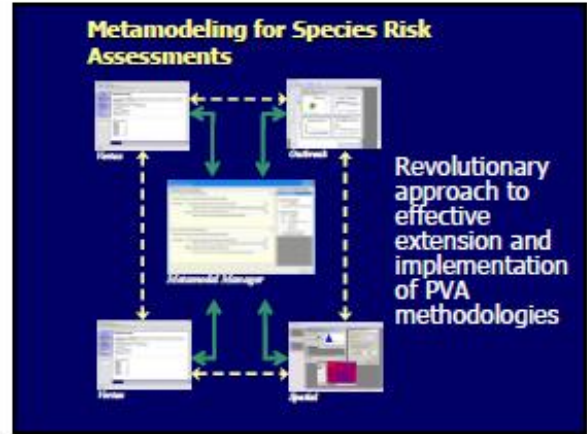 Metamodeling for Species Risk
Assessments
Vortex
Outbreak
Revolutionary
approach to
effective
extension and
implementation
of PVA
methodologies
Metamodel Manager
Vortex
Spatial